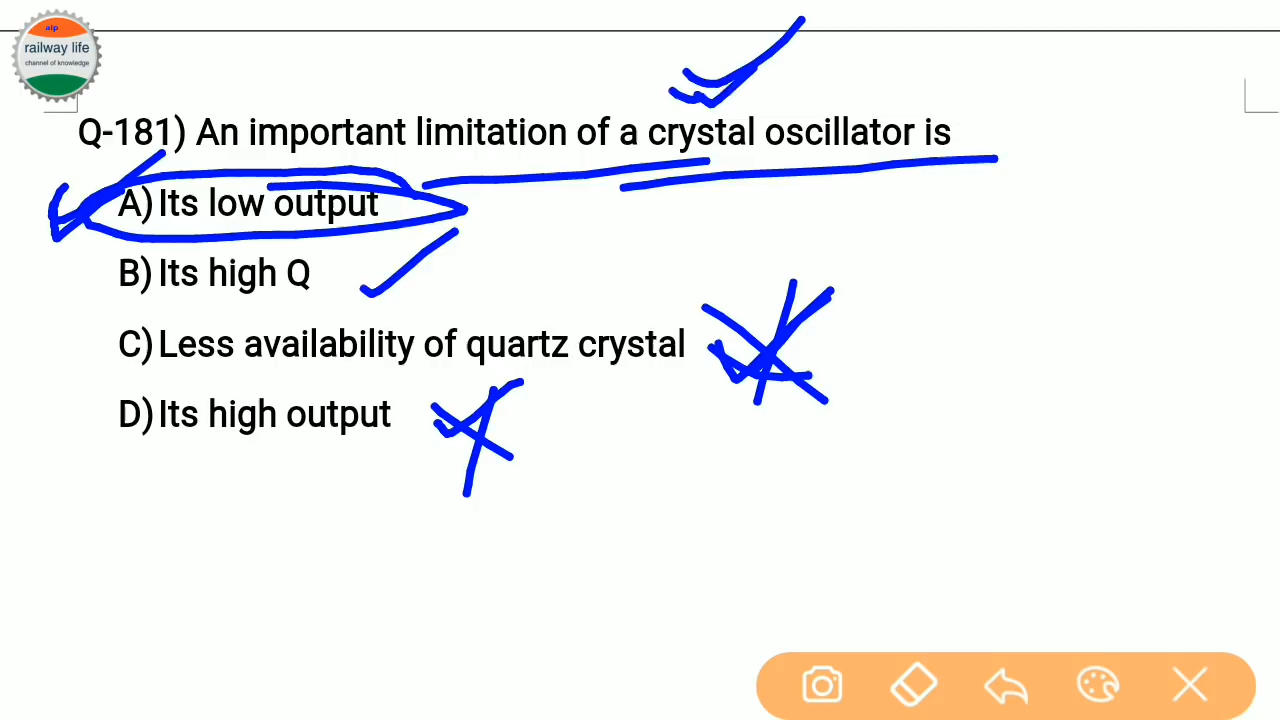 alp
railway life
channel of knowledge
Q-181) An important limitation of a crystal oscillator is
A) Its low output
B) Its high Q
C) Less availability of quartz crystal
D) Its high output